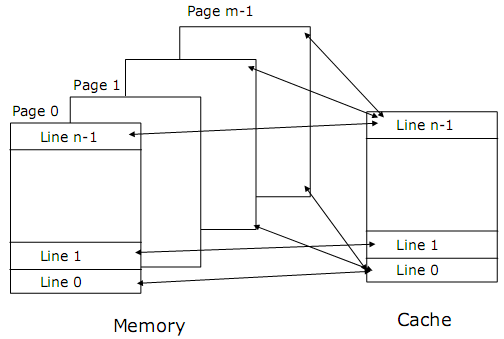 Page m-1
Page 1
Page 0
Line n-1
Line 1
Line 0
Memory
Line n-1
Line 1
Line 0
Cache